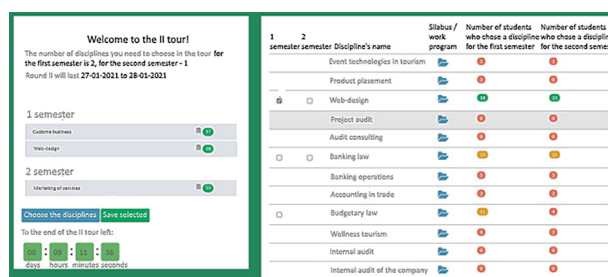 Welcome to the II tour!
The number of disciplines you need to choose in the tour for
the first semester is 2, for the second semester - 1
Round II will last 27-01-2021 to 28-01-2021
1 semester
Customs business
Web-design
2 semester
Marketing of services
Choose the disciplines Save selected
To the end of the II tour left:
00 : 09 : 11 : 36
days hours minutes seconds
1 semester
2 semester
Discipline's name
Silabus / work program
Number of students who chose a discipline for the first semester
Number of students who chose a discipline for the second semester
Event technologies in tourism
Product plasement
Web-design
Project audit
Audit consulting
Banking law
Banking operations
Accounting in trade
Budgetary law
Wellness tourism
Internal audit
Internal audit of the company